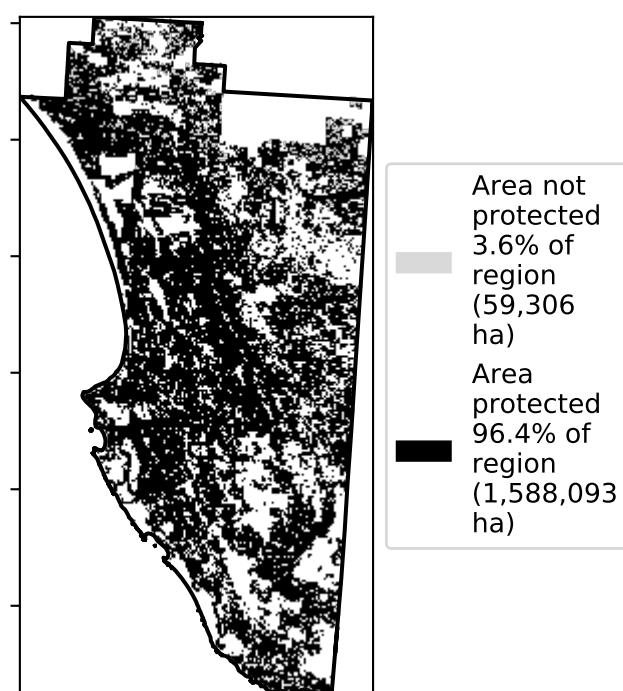 Area not
protected
3.6% of
region
(59,306
ha)
Area
protected
96.4% of
region
(1,588,093
ha)